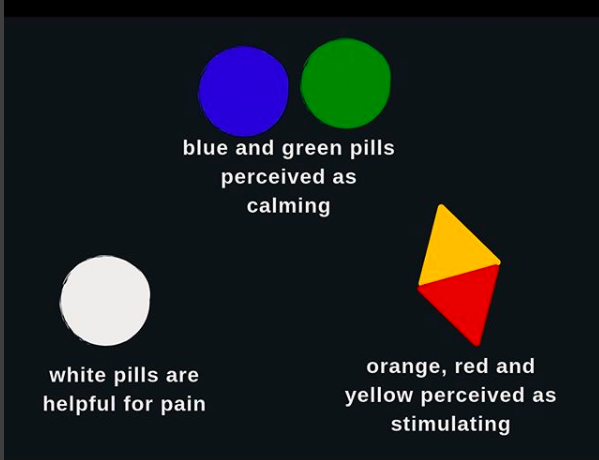 blue and green pills
perceived as
calming
white pills are
helpful for pain
orange, red and
yellow perceived as
stimulating